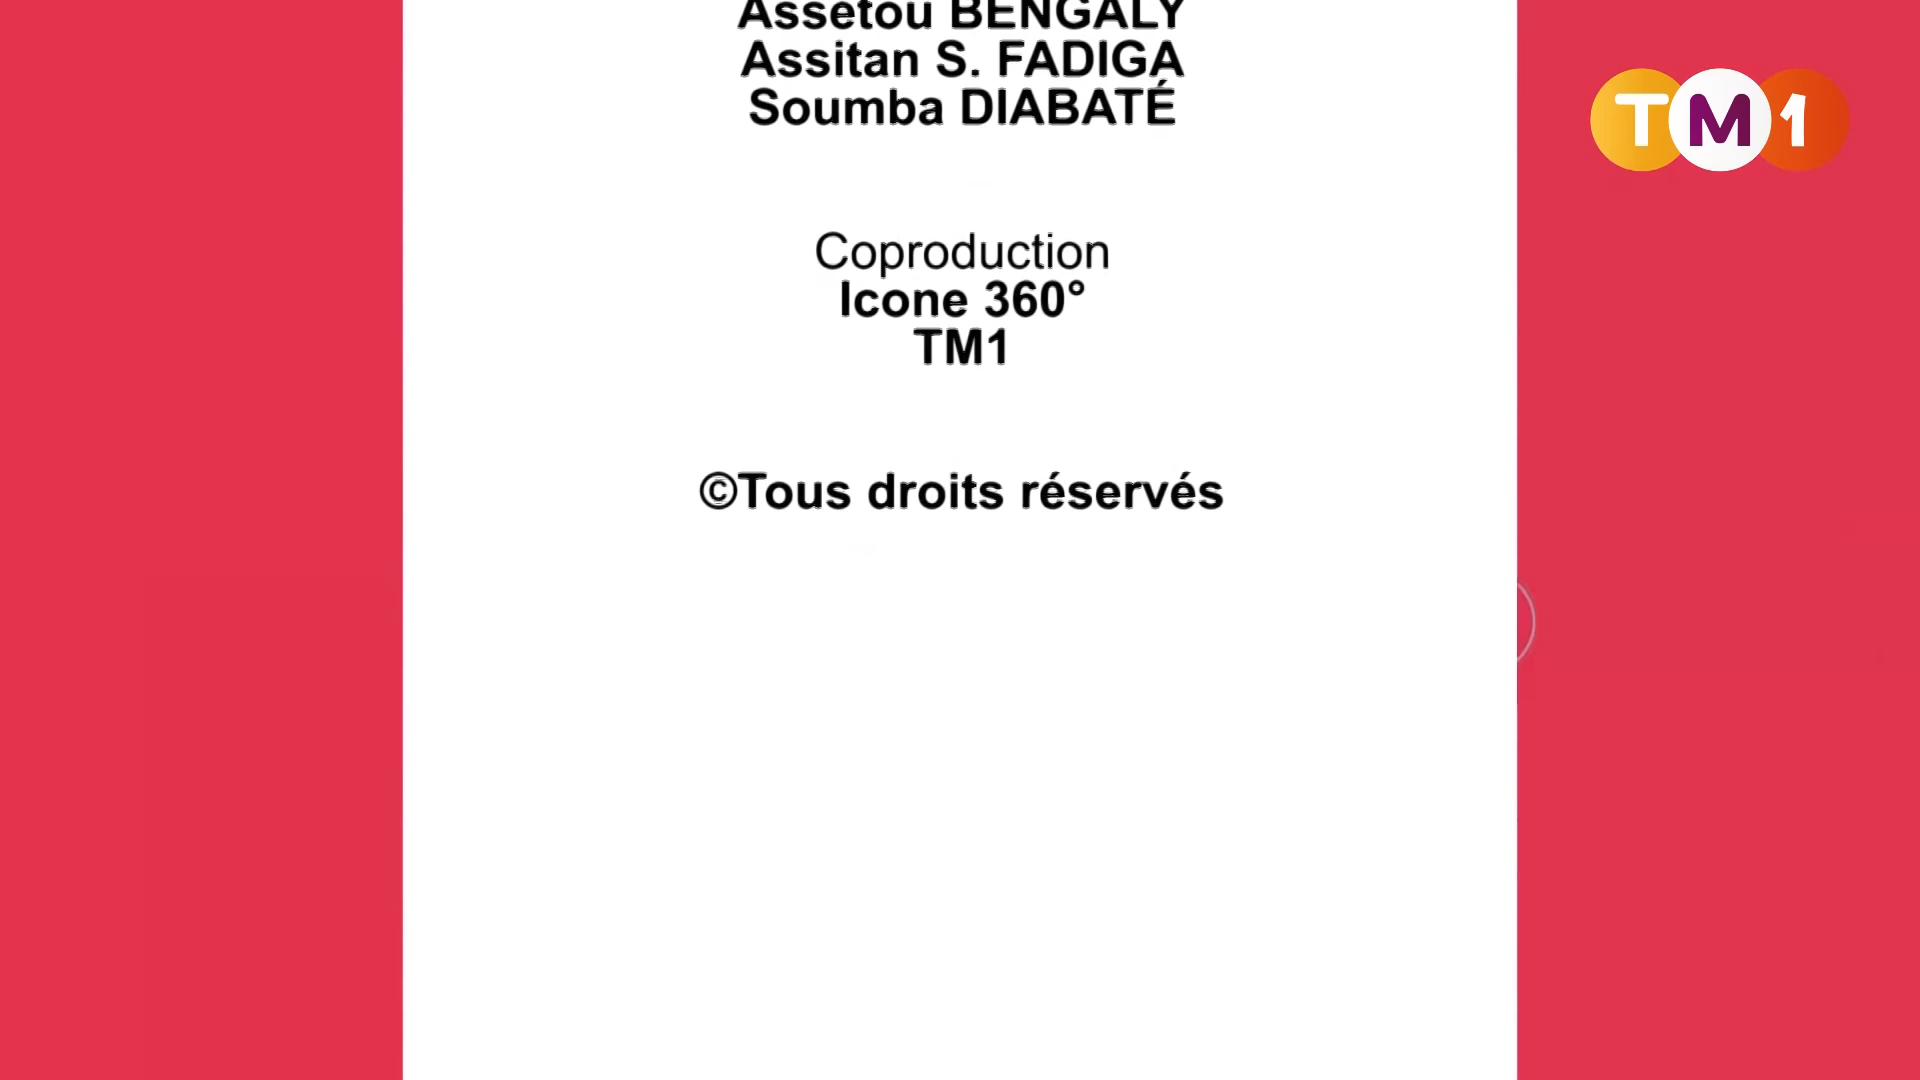 Assetou BENGALY
Assitan S. FADIGA
Soumba DIABATÉ
TM1
Coproduction
Icone 360°
TM1
©Tous droits réservés